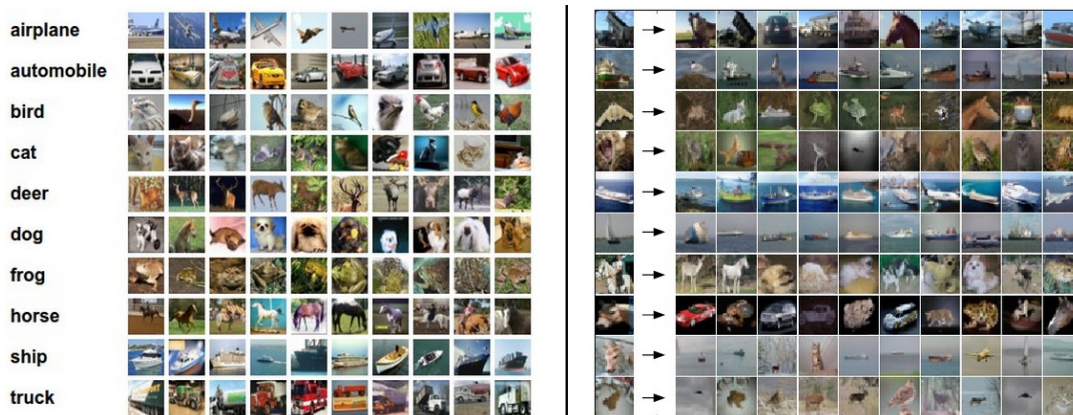 airplane
automobile
bird
cat
deer
dog
frog
horse
ship
truck